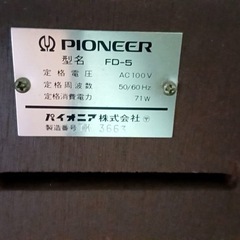 PIONEER
型名 FD-5
定格電圧 AC100V
定格周波数 50/60Hz
定格消費電力 71W
パイオニア株式会社
製造番号 3663